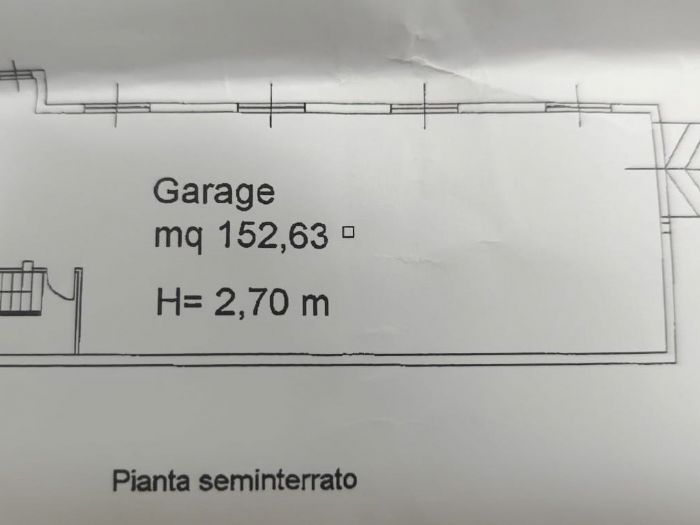 Garage
mq 152,63 □
H= 2,70 m
Pianta seminterrato